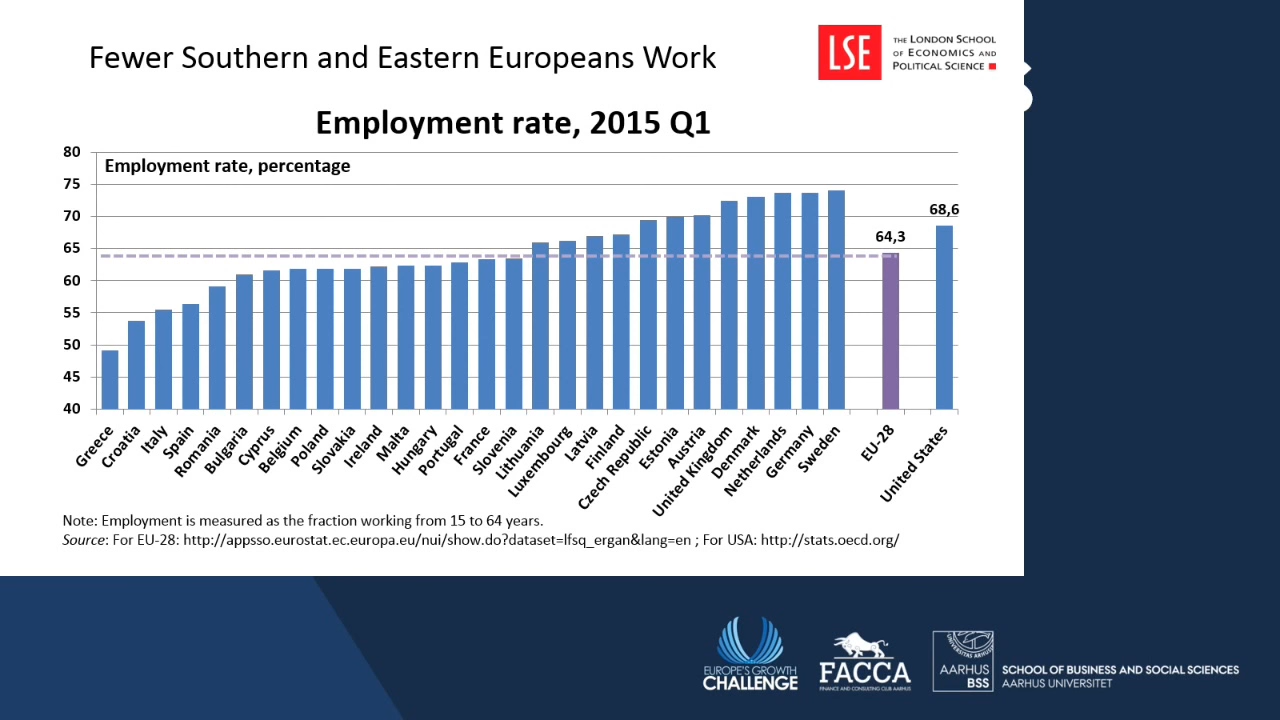 Fewer Southern and Eastern Europeans Work
LSE
THE LONDON SCHOOL
OF ECONOMICS AND
POLITICAL SCIENCE
Employment rate, 2015 Q1
Employment rate, percentage
80
75
70
65
60
55
50
45
40
64,3
68,6
Greece
Croatia
Italy
Spain
Romania
Bulgaria
Cyprus
Belgium
Poland
Slovakia
Ireland
Malta
Hungary
Portugal
France
Slovenia
Lithuania
Luxembourg
Latvia
Finland
Czech Republic
Estonia
Austria
United Kingdom
Denmark
Netherlands
Germany
Sweden
EU-28
United States
Note: Employment is measured as the fraction working from 15 to 64 years.
Source: For EU-28: http://appsso.eurostat.ec.europa.eu/nui/show.do?dataset=lfsq_ergan&lang=en ; For USA: http://stats.oecd.org/
EUROPE'S GROWTH
CHALLENGE
FACCA
FINANCE AND CONSULTING CLUB AARHUS
AARHUS
BSS
SCHOOL OF BUSINESS AND SOCIAL SCIENCES
AARHUS UNIVERSITET